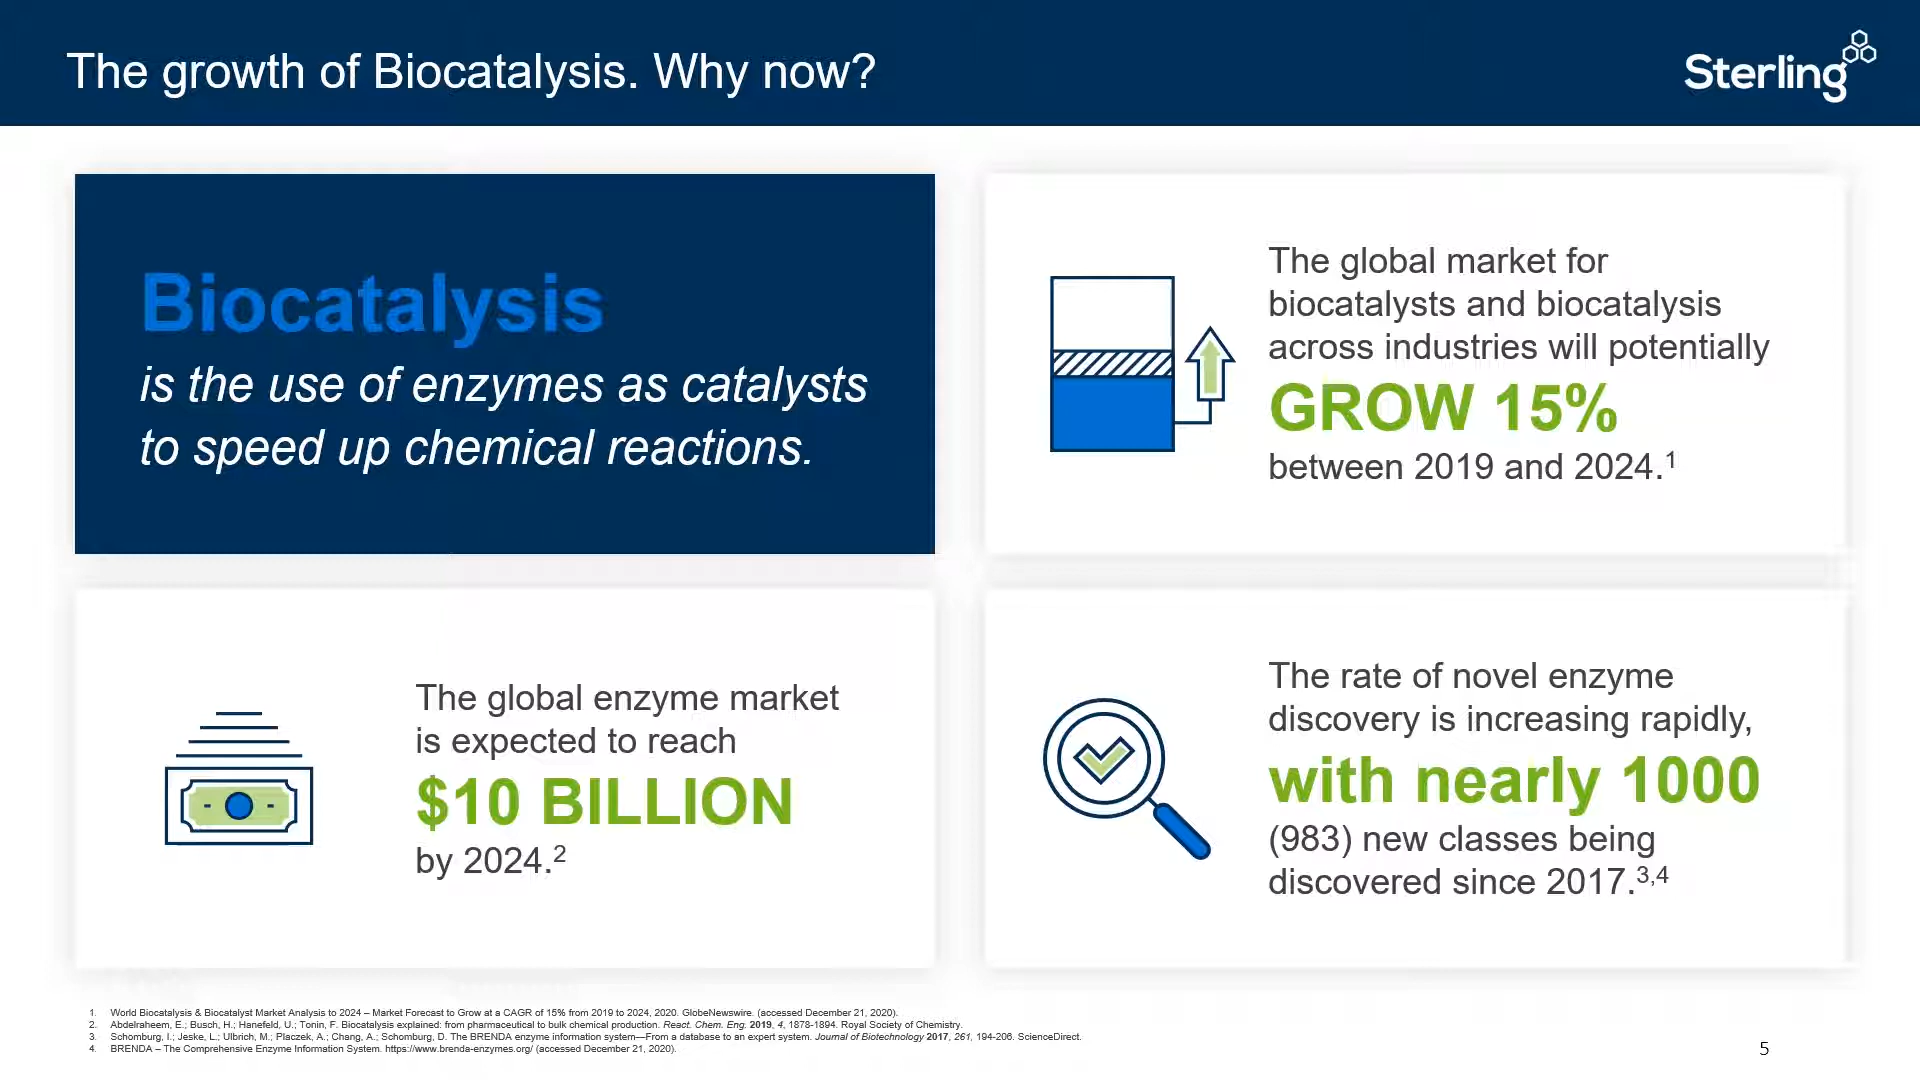 The growth of Biocatalysis. Why now?
Sterling
Biocatalysis
is the use of enzymes as catalysts
to speed up chemical reactions.
The global market for
biocatalysts and biocatalysis
across industries will potentially
GROW 15%
between 2019 and 2024.1
The global enzyme market
is expected to reach
$10 BILLION
by 2024.2
The rate of novel enzyme
discovery is increasing rapidly,
with nearly 1000
(983) new classes being
discovered since 2017.3,4
1. World Biocatalysis & Biocatalyst Market Analysis to 2024 – Market Forecast to Grow at a CAGR of 15% from 2019 to 2024, 2020. GlobeNewswire. (accessed December 21, 2020).
2. Abdelraheem, E.; Busch, H.; Hanefeld, U.; Tonin, F. Biocatalysis explained: from pharmaceutical to bulk chemical production. React. Chem. Eng. 2019, 4, 1878-1894. Royal Society of Chemistry.
3. Schomburg, I.; Jeske, L.; Ulbrich, M.; Placzek, A.; Chang, A.; Schomburg, D. The BRENDA enzyme information system—From a database to an expert system. Journal of Biotechnology 2017, 261, 194-206. ScienceDirect.
4. BRENDA – The Comprehensive Enzyme Information System. https://www.brenda-enzymes.org/ (accessed December 21, 2020).
5